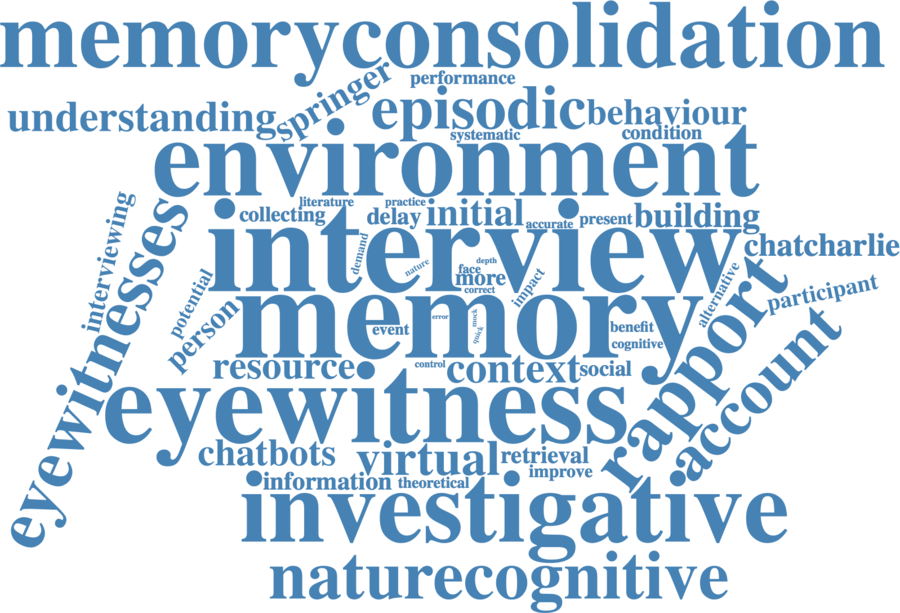 memoryconsolidation
performance
springer
understanding
episodic
behaviour
systematic
condition
environment
literature
practice
interviewing
eyewitnesses
collecting
delay
initial
accurate
present
building
interview
chatcharlie
demand
nature
depth
face
more
correct
impact
alternative
rapport
participant
potential
person
memory
event
error
mock
quick
benefit
cognitive
account
resource
control
context
social
eyewitness
chatbots
virtual
retrieval
improve
information
theoretical
investigative
naturecognitive